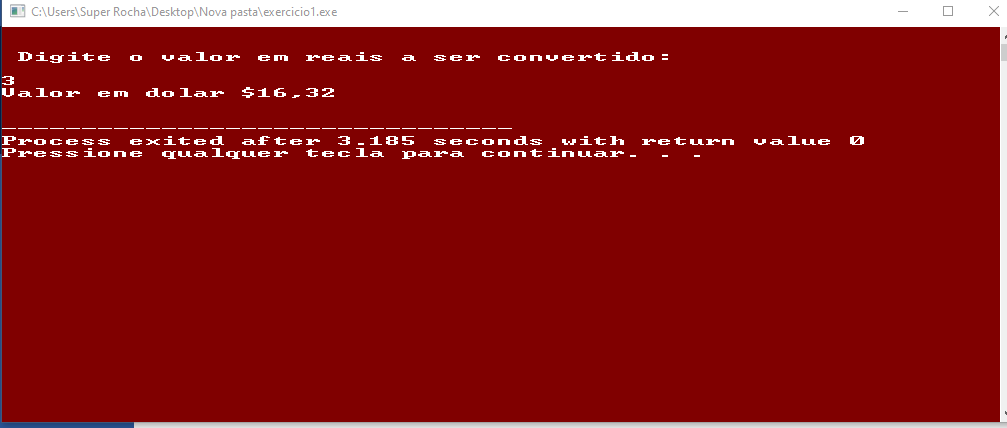 C:\Users\Super Rocha\Desktop\Nova pasta\exercicio1.exe
Digite o valor em reais a ser convertido:
3
Valor em dolar $16,32
--------------------------------
Process exited after 3.185 seconds with return value 0
Pressione qualquer tecla para continuar. . .